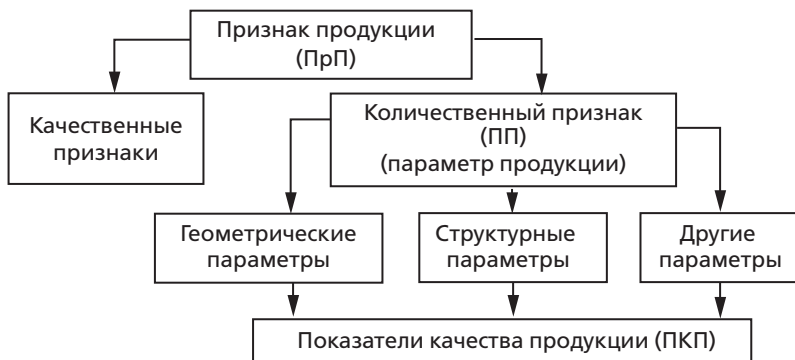 Признак продукции
(ПрП)
Качественные
признаки
Количественный признак
(ПП)
(параметр продукции)
Геометрические
параметры
Структурные
параметры
Другие
параметры
Показатели качества продукции (ПКП)